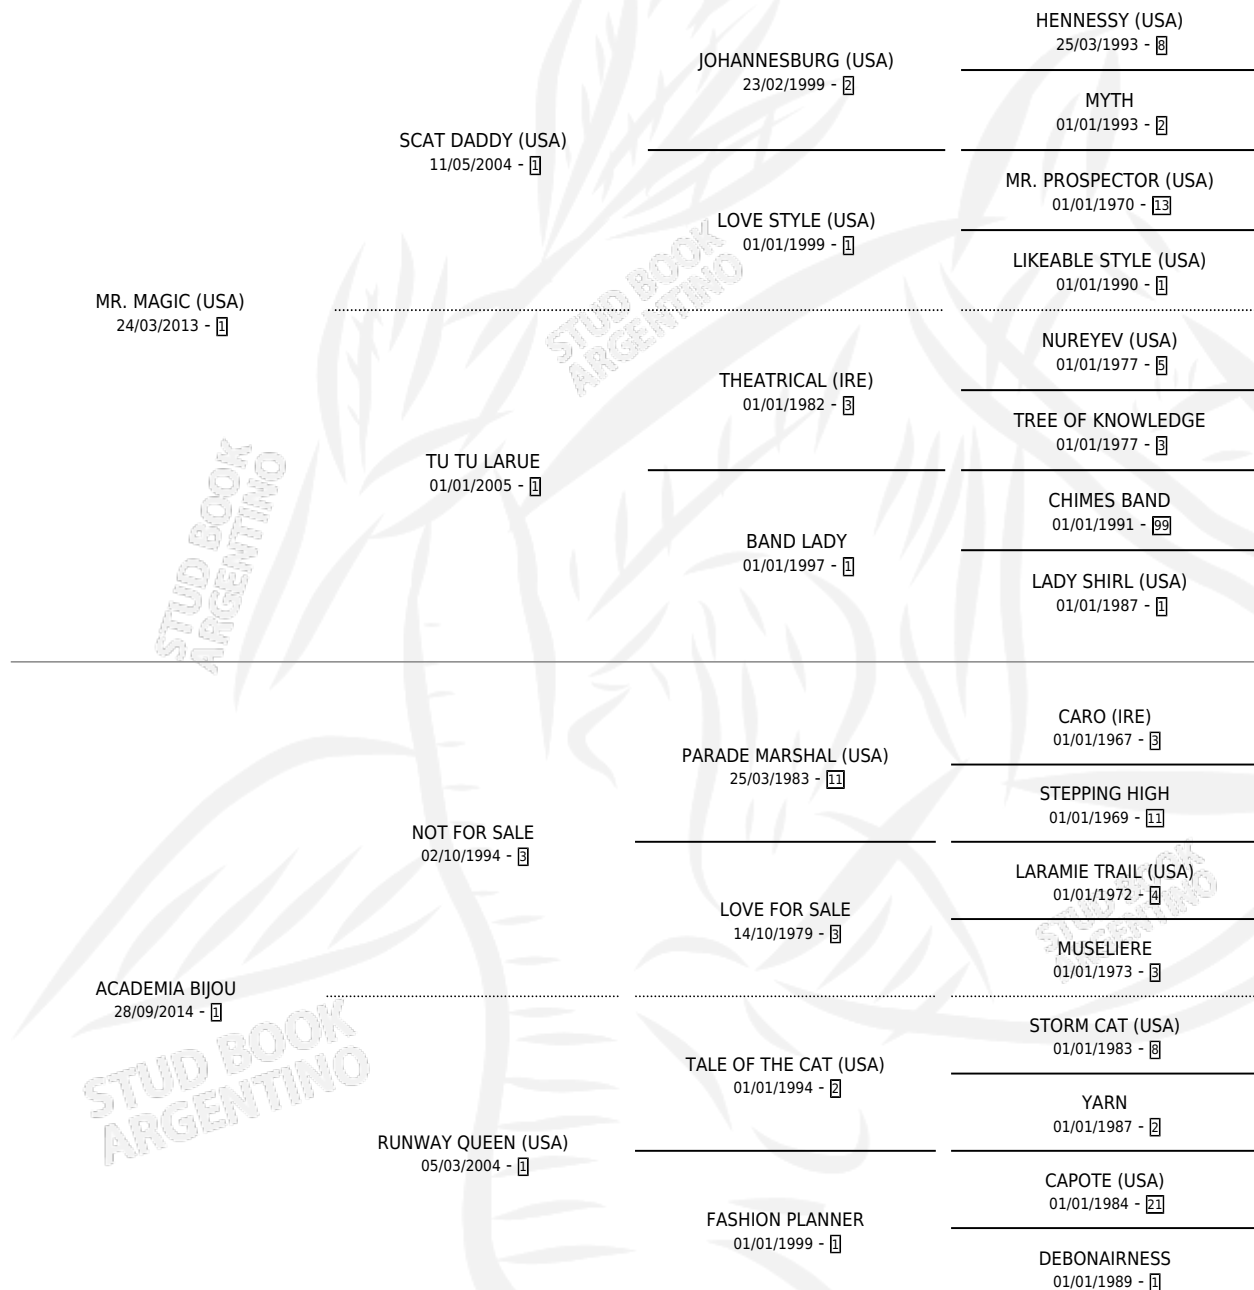 HENNESSY (USA)
25/03/1993 - 8
JOHANNESBURG (USA)
23/02/1999 - 2
MYTH
01/01/1993 - 2
SCAT DADDY (USA)
11/05/2004 - 1
MR. PROSPECTOR (USA)
01/01/1970 - 13
LOVE STYLE (USA)
01/01/1999 - 1
LIKEABLE STYLE (USA)
01/01/1990 - 1
MR. MAGIC (USA)
24/03/2013 - 1
NUREYEV (USA)
01/01/1977 - 5
THEATRICAL (IRE)
01/01/1982 - 3
TREE OF KNOWLEDGE
01/01/1977 - 3
TU TU LARUE
01/01/2005 - 1
CHIMES BAND
01/01/1991 - 99
BAND LADY
01/01/1997 - 1
LADY SHIRL (USA)
01/01/1987 - 1
STUD BOOK
ARGENTINO
STUD BOOK
ARGENTINO
CARO (IRE)
01/01/1967 - 3
PARADE MARSHAL (USA)
25/03/1983 - 11
STEPPING HIGH
01/01/1969 - 11
NOT FOR SALE
02/10/1994 - 3
LARAMIE TRAIL (USA)
01/01/1972 - 4
LOVE FOR SALE
14/10/1979 - 3
MUSELIERE
01/01/1973 - 3
ACADEMIA BIJOU
28/09/2014 - 1
STORM CAT (USA)
01/01/1983 - 8
TALE OF THE CAT (USA)
01/01/1994 - 2
YARN
01/01/1987 - 2
RUNWAY QUEEN (USA)
05/03/2004 - 1
CAPOTE (USA)
01/01/1984 - 21
FASHION PLANNER
01/01/1999 - 1
DEBONAIRNESS
01/01/1989 - 1
STUD BOOK
ARGENTINO
STUD BOOK
ARGENTINO